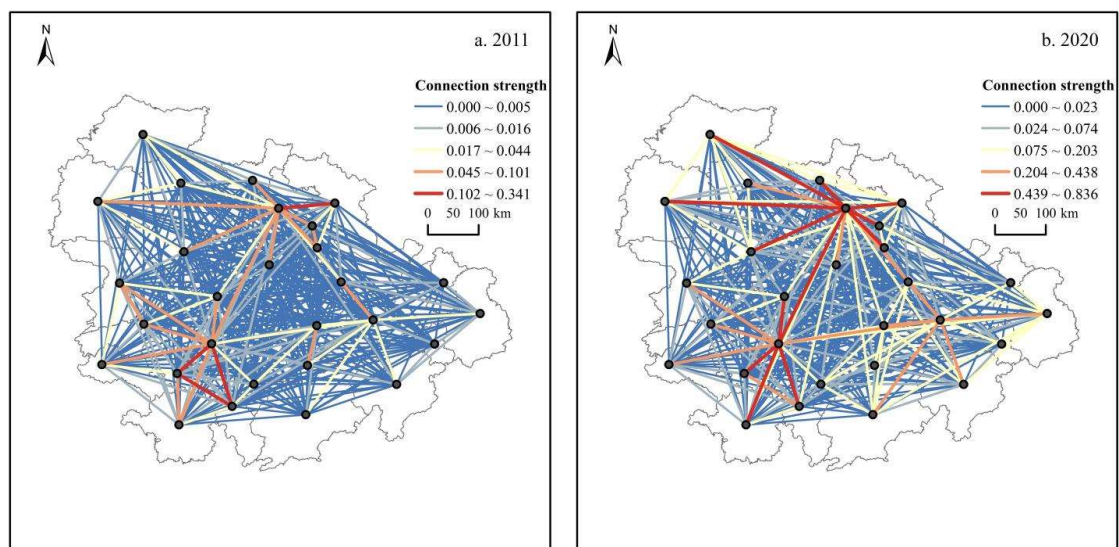 N
a. 2011
Connection strength
0.000 ~ 0.005
0.006 ~ 0.016
0.017 ~ 0.044
0.045 ~ 0.101
0.102 ~ 0.341
0 50 100 km
N
b. 2020
Connection strength
0.000 ~ 0.023
0.024 ~ 0.074
0.075 ~ 0.203
0.204 ~ 0.438
0.439 ~ 0.836
0 50 100 km